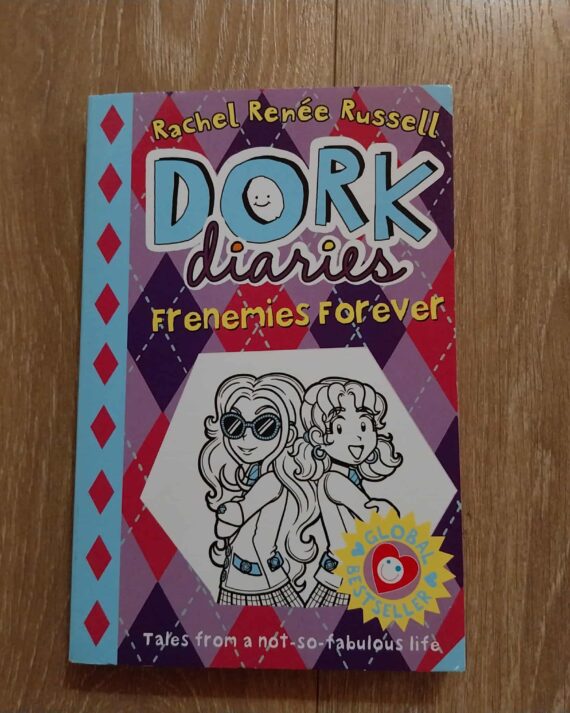 Rachel Renée Russell
DORK
diaries
Frenemies Forever
GLOBAL
BESTSELLER
Tales from a not-so-fabulous life